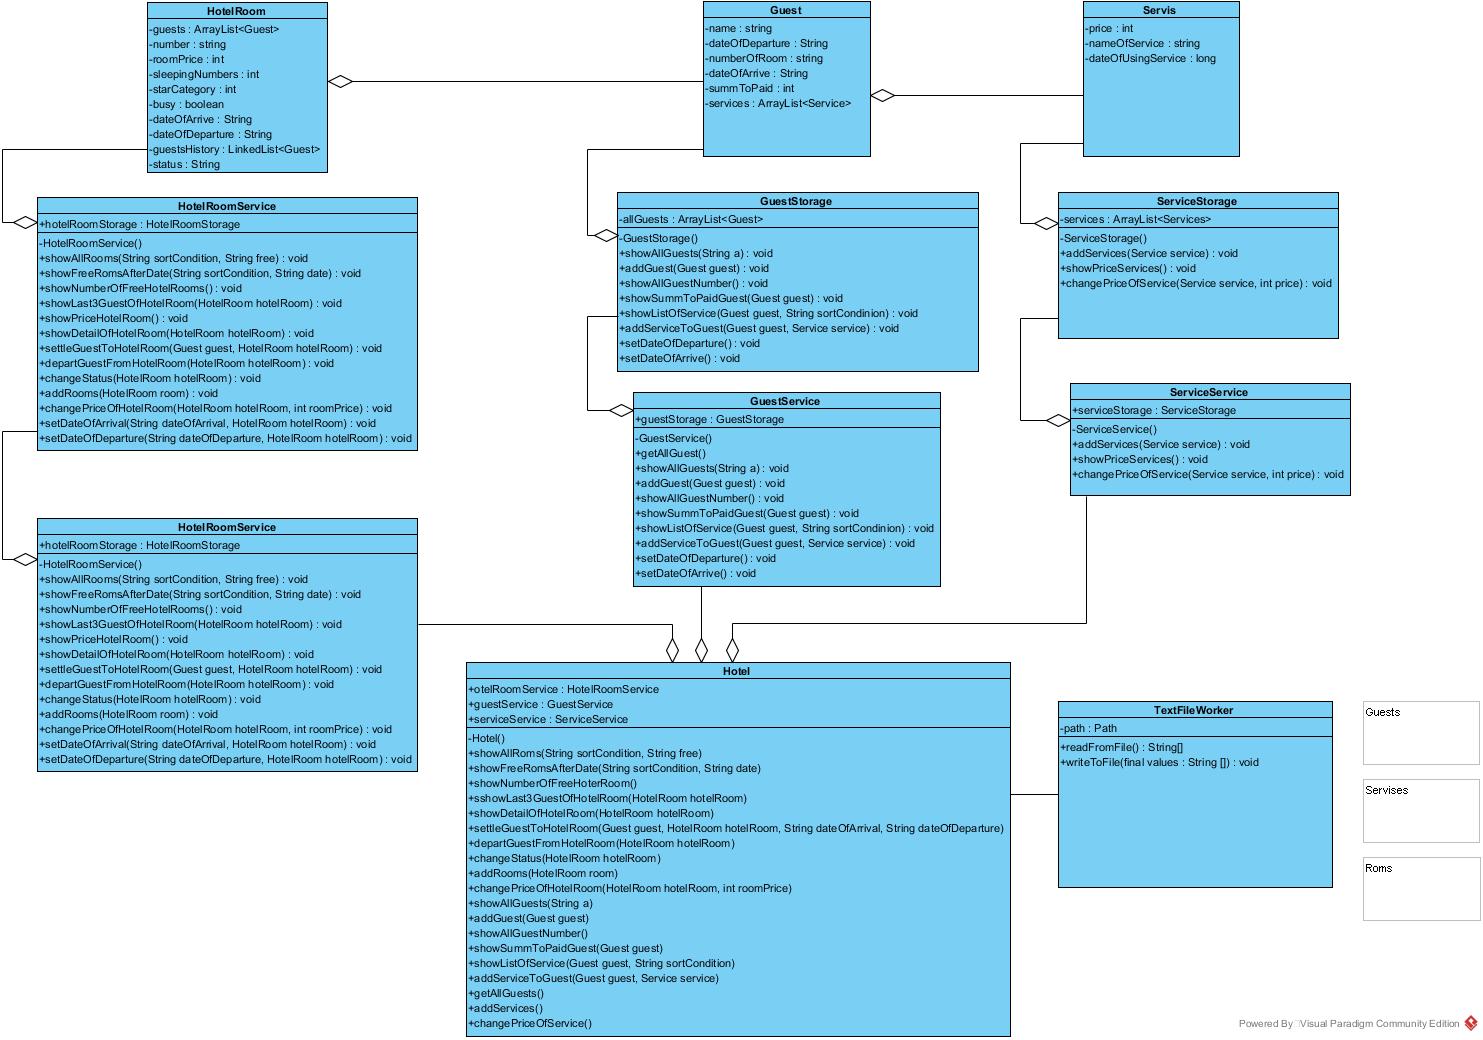 HotelRoom
-guests : ArrayList<Guest>
-number : string
-roomPrice : int
-sleepingNumbers : int
-starCategory : int
-busy : boolean
-dateOfArrive : String
-dateOfDeparture : String
-guestsHistory : LinkedList<Guest>
-status : String
Guest
-name : string
-dateOfDeparture : String
-numberOfRoom : string
-dateOfArrive : String
-summToPaid : int
-services : ArrayList<Service>
Servis
-price : int
-nameOfService : string
-dateOfUsingService : long
HotelRoomService
+hotelRoomStorage : HotelRoomStorage
-HotelRoomService()
+showAllRooms(String sortCondition, String free) : void
+showFreeRomsAfterDate(String sortCondition, String date) : void
+showNumberOfFreeHotelRooms() : void
+showLast3GuestOfHotelRoom(HotelRoom hotelRoom) : void
+showPriceHotelRoom() : void
+showDetailOfHotelRoom(HotelRoom hotelRoom) : void
+settleGuestToHotelRoom(Guest guest, HotelRoom hotelRoom) : void
+departGuestFromHotelRoom(HotelRoom hotelRoom) : void
+changeStatus(HotelRoom hotelRoom) : void
+addRooms(HotelRoom room) : void
+changePriceOfHotelRoom(HotelRoom hotelRoom, int roomPrice) : void
+setDateOfArrival(String dateOfArrival, HotelRoom hotelRoom) : void
+setDateOfDeparture(String dateOfDeparture, HotelRoom hotelRoom) : void
GuestStorage
-allGuests : ArrayList<Guest>
-GuestStorage()
+showAllGuests(String a) : void
+addGuest(Guest guest) : void
+showAllGuestNumber() : void
+showSummToPaidGuest(Guest guest) : void
+showListOfService(Guest guest, String sortCondinion) : void
+addServiceToGuest(Guest guest, Service service) : void
+setDateOfDeparture() : void
+setDateOfArrive() : void
ServiceStorage
-services : ArrayList<Services>
-ServiceStorage()
+addServices(Service service) : void
+showPriceServices() : void
+changePriceOfService(Service service, int price) : void
GuestService
+guestStorage : GuestStorage
-GuestService()
+getAllGuest()
+showAllGuests(String a) : void
+addGuest(Guest guest) : void
+showAllGuestNumber() : void
+showSummToPaidGuest(Guest guest) : void
+showListOfService(Guest guest, String sortCondinion) : void
+addServiceToGuest(Guest guest, Service service) : void
+setDateOfDeparture() : void
+setDateOfArrive() : void
ServiceService
+serviceStorage : ServiceStorage
-ServiceService()
+addServices(Service service) : void
+showPriceServices() : void
+changePriceOfService(Service service, int price) : void
HotelRoomService
+hotelRoomStorage : HotelRoomStorage
-HotelRoomService()
+showAllRooms(String sortCondition, String free) : void
+showFreeRomsAfterDate(String sortCondition, String date) : void
+showNumberOfFreeHotelRooms() : void
+showLast3GuestOfHotelRoom(HotelRoom hotelRoom) : void
+showPriceHotelRoom() : void
+showDetailOfHotelRoom(HotelRoom hotelRoom) : void
+settleGuestToHotelRoom(Guest guest, HotelRoom hotelRoom) : void
+departGuestFromHotelRoom(HotelRoom hotelRoom) : void
+changeStatus(HotelRoom hotelRoom) : void
+addRooms(HotelRoom room) : void
+changePriceOfHotelRoom(HotelRoom hotelRoom, int roomPrice) : void
+setDateOfArrival(String dateOfArrival, HotelRoom hotelRoom) : void
+setDateOfDeparture(String dateOfDeparture, HotelRoom hotelRoom) : void
Hotel
+otelRoomService : HotelRoomService
+guestService : GuestService
+serviceService : ServiceService
-Hotel()
+showAllRoms(String sortCondition, String free)
+showFreeRomsAfterDate(String sortCondition, String date)
+showNumberOfFreeHoterRoom()
+sshowLast3GuestOfHotelRoom(HotelRoom hotelRoom)
+showDetailOfHotelRoom(HotelRoom hotelRoom)
+settleGuestToHotelRoom(Guest guest, HotelRoom hotelRoom, String dateOfArrival, String dateOfDeparture)
+departGuestFromHotelRoom(HotelRoom hotelRoom)
+changeStatus(HotelRoom hotelRoom)
+addRooms(HotelRoom room)
+changePriceOfHotelRoom(HotelRoom hotelRoom, int roomPrice)
+showAllGuests(String a)
+addGuest(Guest guest)
+showAllGuestNumber()
+showSummToPaidGuest(Guest guest)
+showListOfService(Guest guest, String sortCondition)
+addServiceToGuest(Guest guest, Service service)
+getAllGuests()
+addServices()
+changePriceOfService()
TextFileWorker
-path : Path
+readFromFile() : String[]
+writeToFile(final values : String []) : void
Guests
Servises
Roms
Powered By Visual Paradigm Community Edition